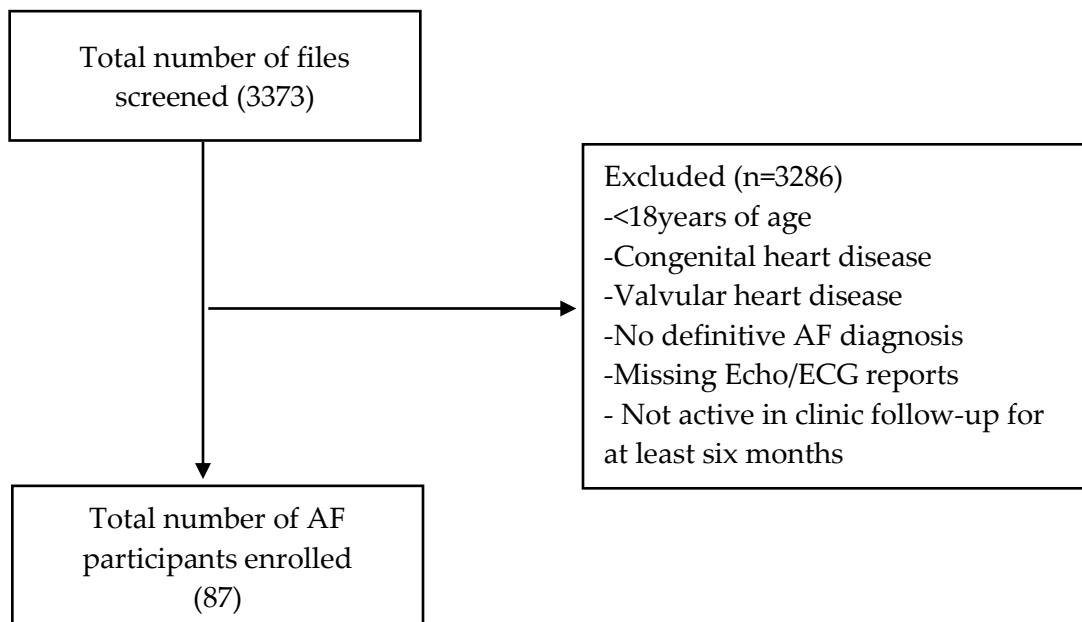 Total number of files
screened (3373)
Excluded (n=3286)
-<18years of age
-Congenital heart disease
-Valvular heart disease
-No definitive AF diagnosis
-Missing Echo/ECG reports
- Not active in clinic follow-up for
at least six months
Total number of AF
participants enrolled
(87)